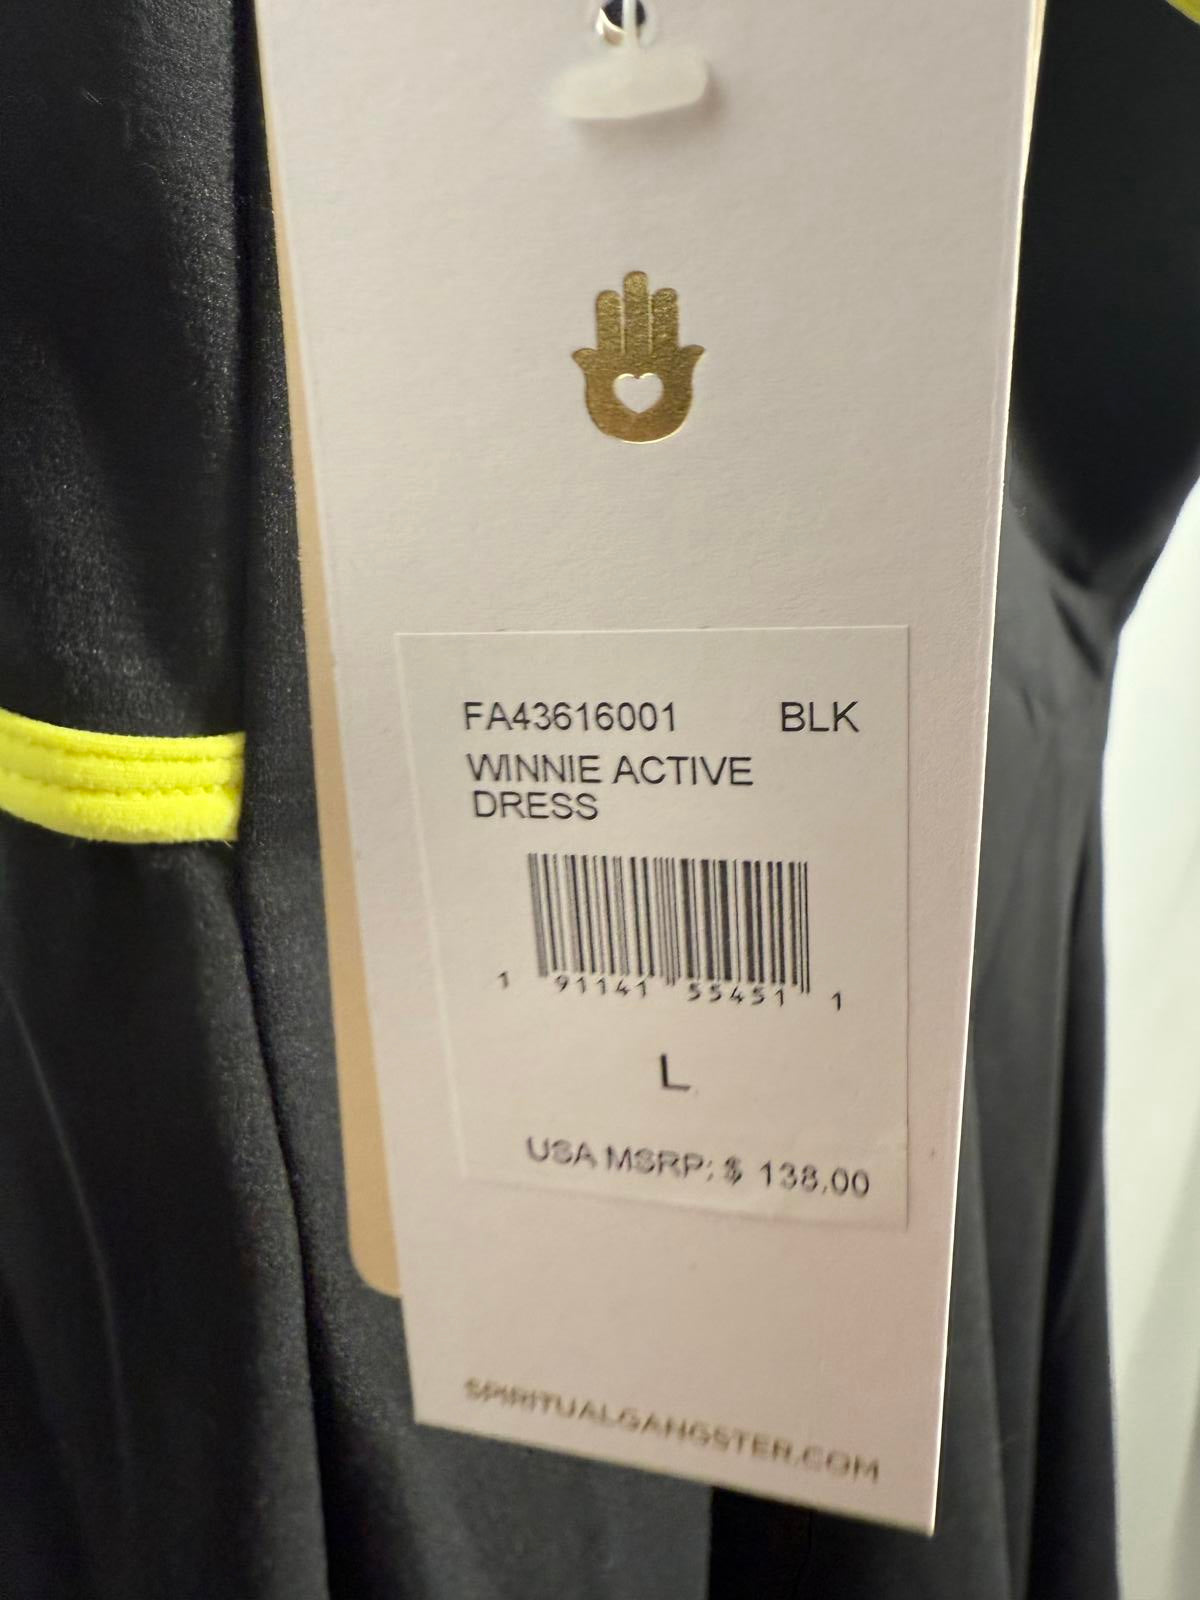 FA43616001 BLK
WINNIE ACTIVE
DRESS
1 91141 55451 1
L
USA MSRP: $ 138.00
SPIRITUALGANGSTER.COM